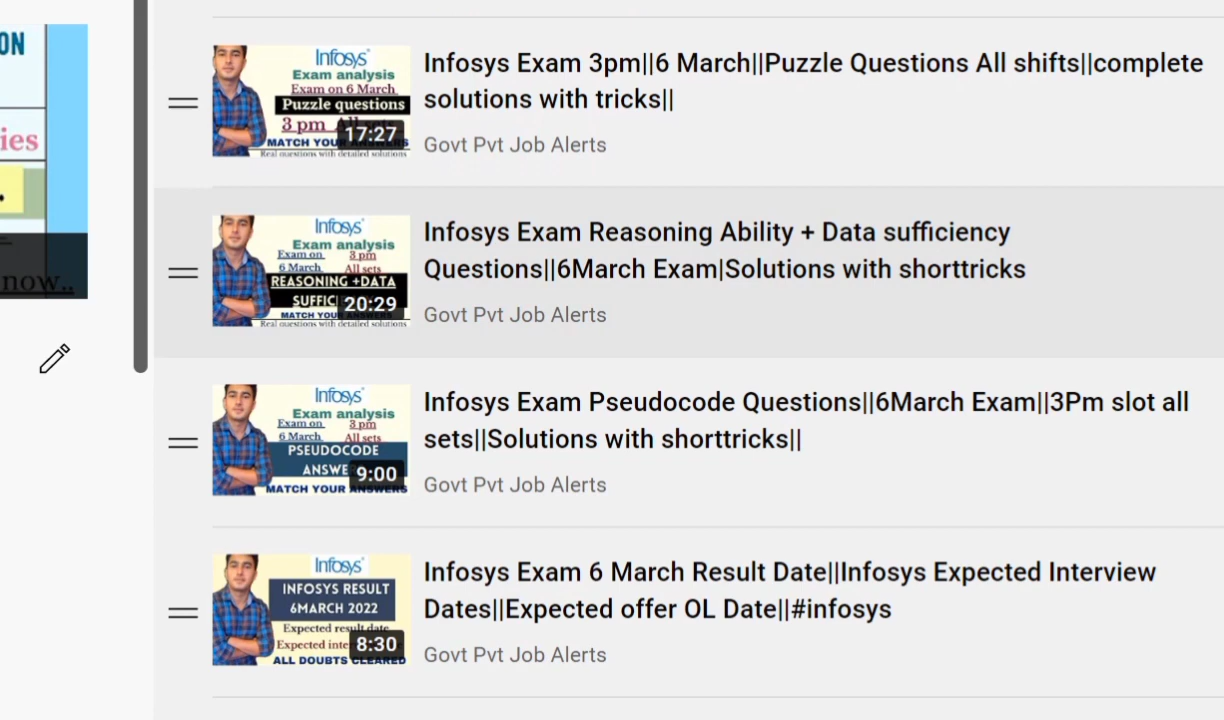 ON
ies
now..
Infosys
Exam analysis
Exam on 6 March
Puzzle questions
3 pm
17:27
MATCH YOUR ANSWERS
Real questions with detailed solutions
Infosys Exam 3pm||6 March||Puzzle Questions All shifts||complete
solutions with tricks||
Govt Pvt Job Alerts
Infosys
Exam analysis
Exam on 3 pm
6 March All sets
REASONING +DATA
SUFFIC
20:29
MATCH YOUR ANSWERS
Real questions with detailed solutions
Infosys Exam Reasoning Ability + Data sufficiency
Questions||6March Exam|Solutions with shorttricks
Govt Pvt Job Alerts
Infosys
Exam analysis
Exam on 3 pm
6 March All sets
PSEUDOCODE
ANSWE
9:00
MATCH YOUR ANSWERS
Infosys Exam Pseudocode Questions||6March Exam||3Pm slot all
sets||Solutions with shorttricks||
Govt Pvt Job Alerts
Infosys
INFOSYS RESULT
6MARCH 2022
Expected result date
Expected inte
8:30
ALL DOUBTS CLEARED
Infosys Exam 6 March Result Date||Infosys Expected Interview
Dates||Expected offer OL Date||#infosys
Govt Pvt Job Alerts